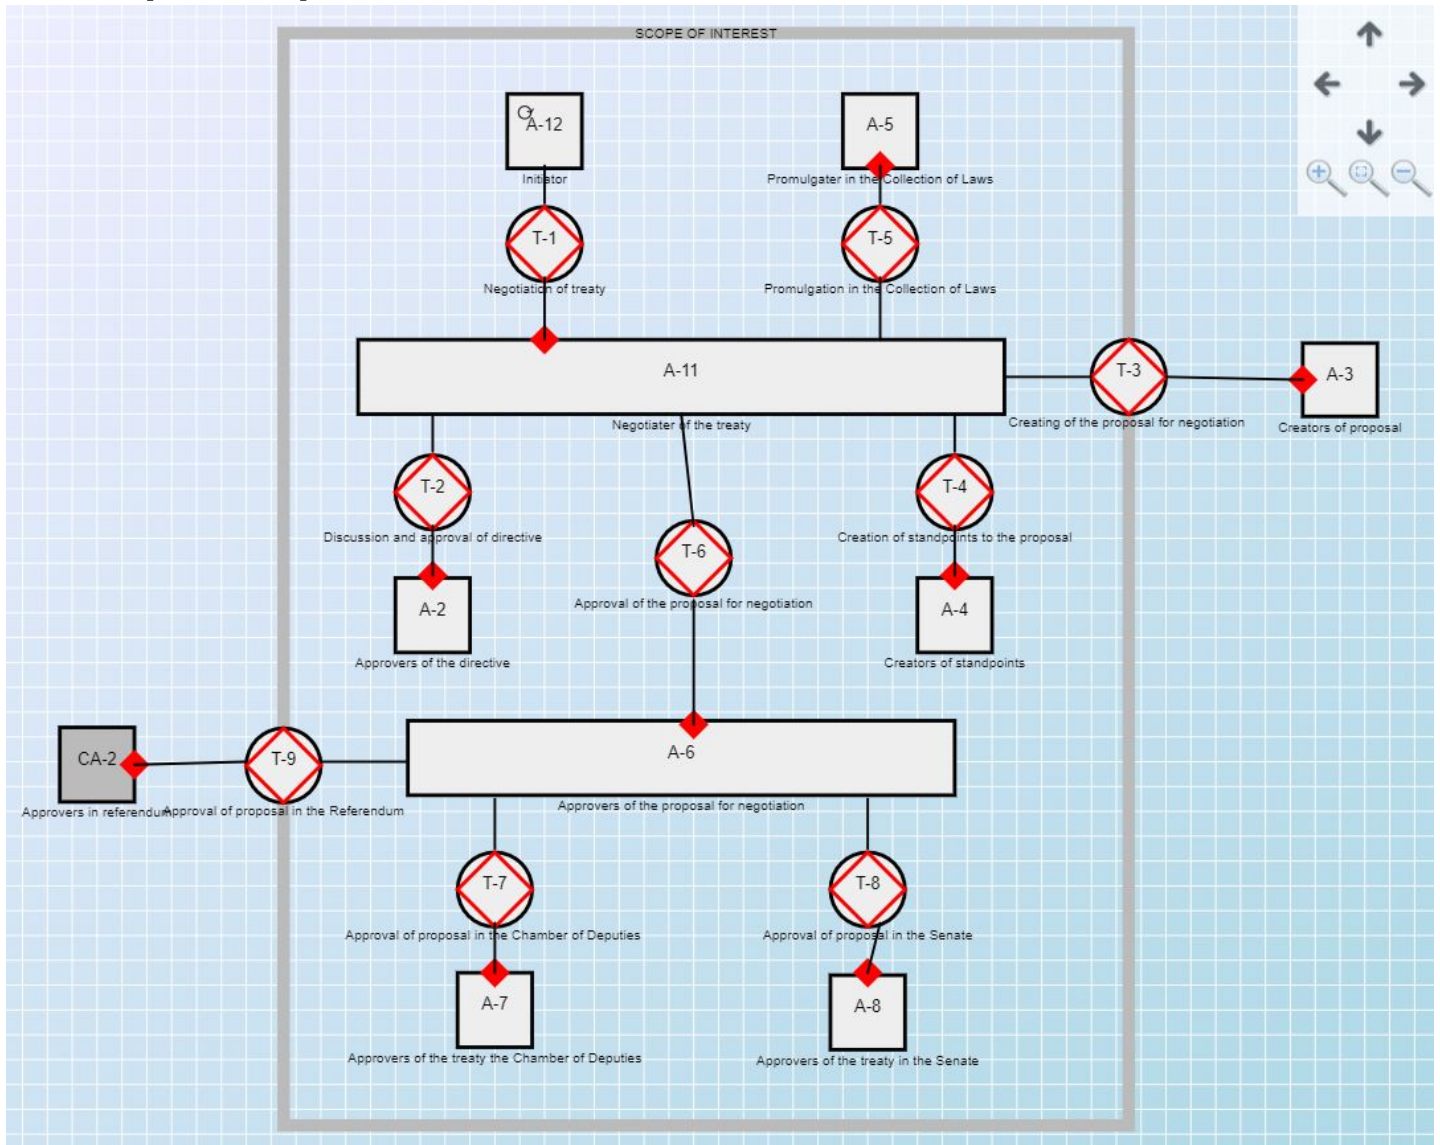 SCOPE OF INTEREST
A-12
A-5
Initiator
Promulgater in the Collection of Laws
T-1
T-5
Negotiation of treaty
Promulgation in the Collection of Laws
A-11
T-3
A-3
Negotiater of the treaty
Creating of the proposal for negotiation
Creators of proposal
T-2
T-4
Discussion and approval of directive
Creation of standpoints to the proposal
T-6
Approval of the proposal for negotiation
A-2
A-4
Approvers of the directive
Creators of standpoints
CA-2
T-9
A-6
Approvers in referendum
Approval of proposal in the Referendum
Approvers of the proposal for negotiation
T-7
T-8
Approval of proposal in the Chamber of Deputies
Approval of proposal in the Senate
A-7
A-8
Approvers of the treaty the Chamber of Deputies
Approvers of the treaty in the Senate